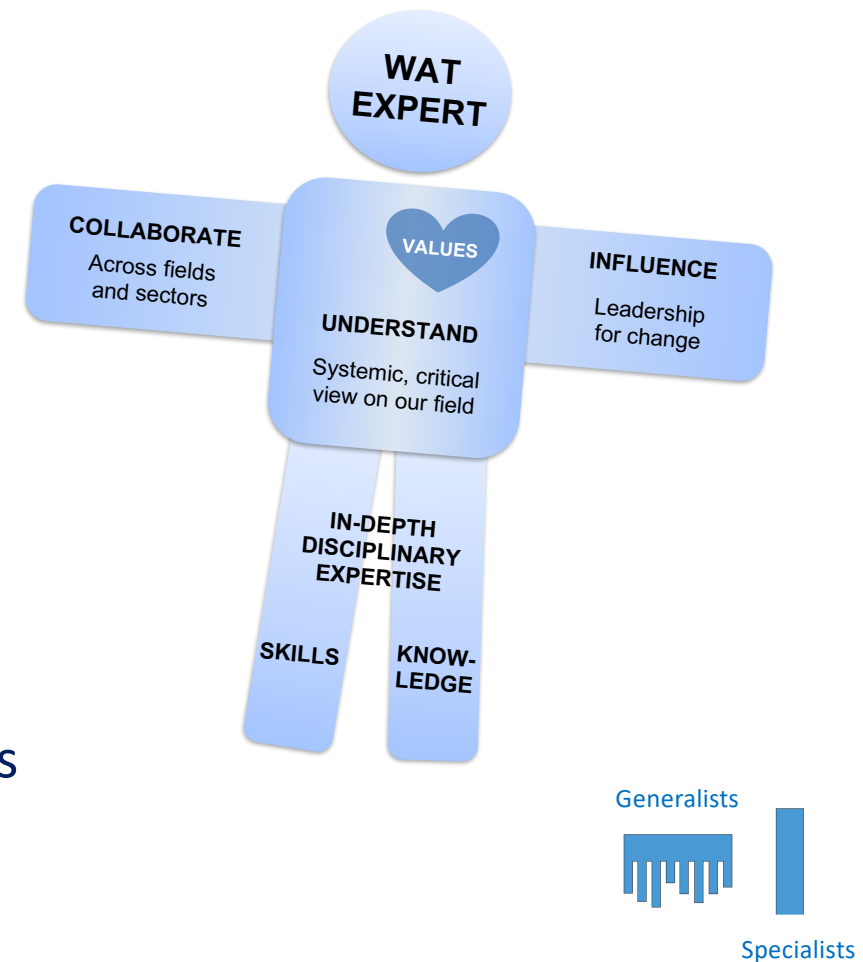 WAT
EXPERT
COLLABORATE
Across fields
and sectors
VALUES
UNDERSTAND
Systemic, critical
view on our field
INFLUENCE
Leadership
for change
IN-DEPTH
DISCIPLINARY
EXPERTISE
SKILLS
KNOW-
LEDGE
s
Generalists
Specialists